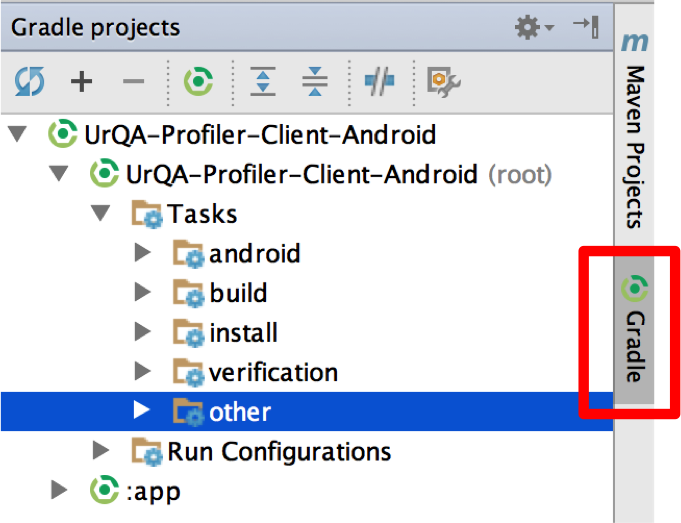 Gradle projects
m
Maven Projects
UrQA-Profiler-Client-Android
UrQA-Profiler-Client-Android (root)
Tasks
android
build
install
verification
other
Run Configurations
:app
Gradle